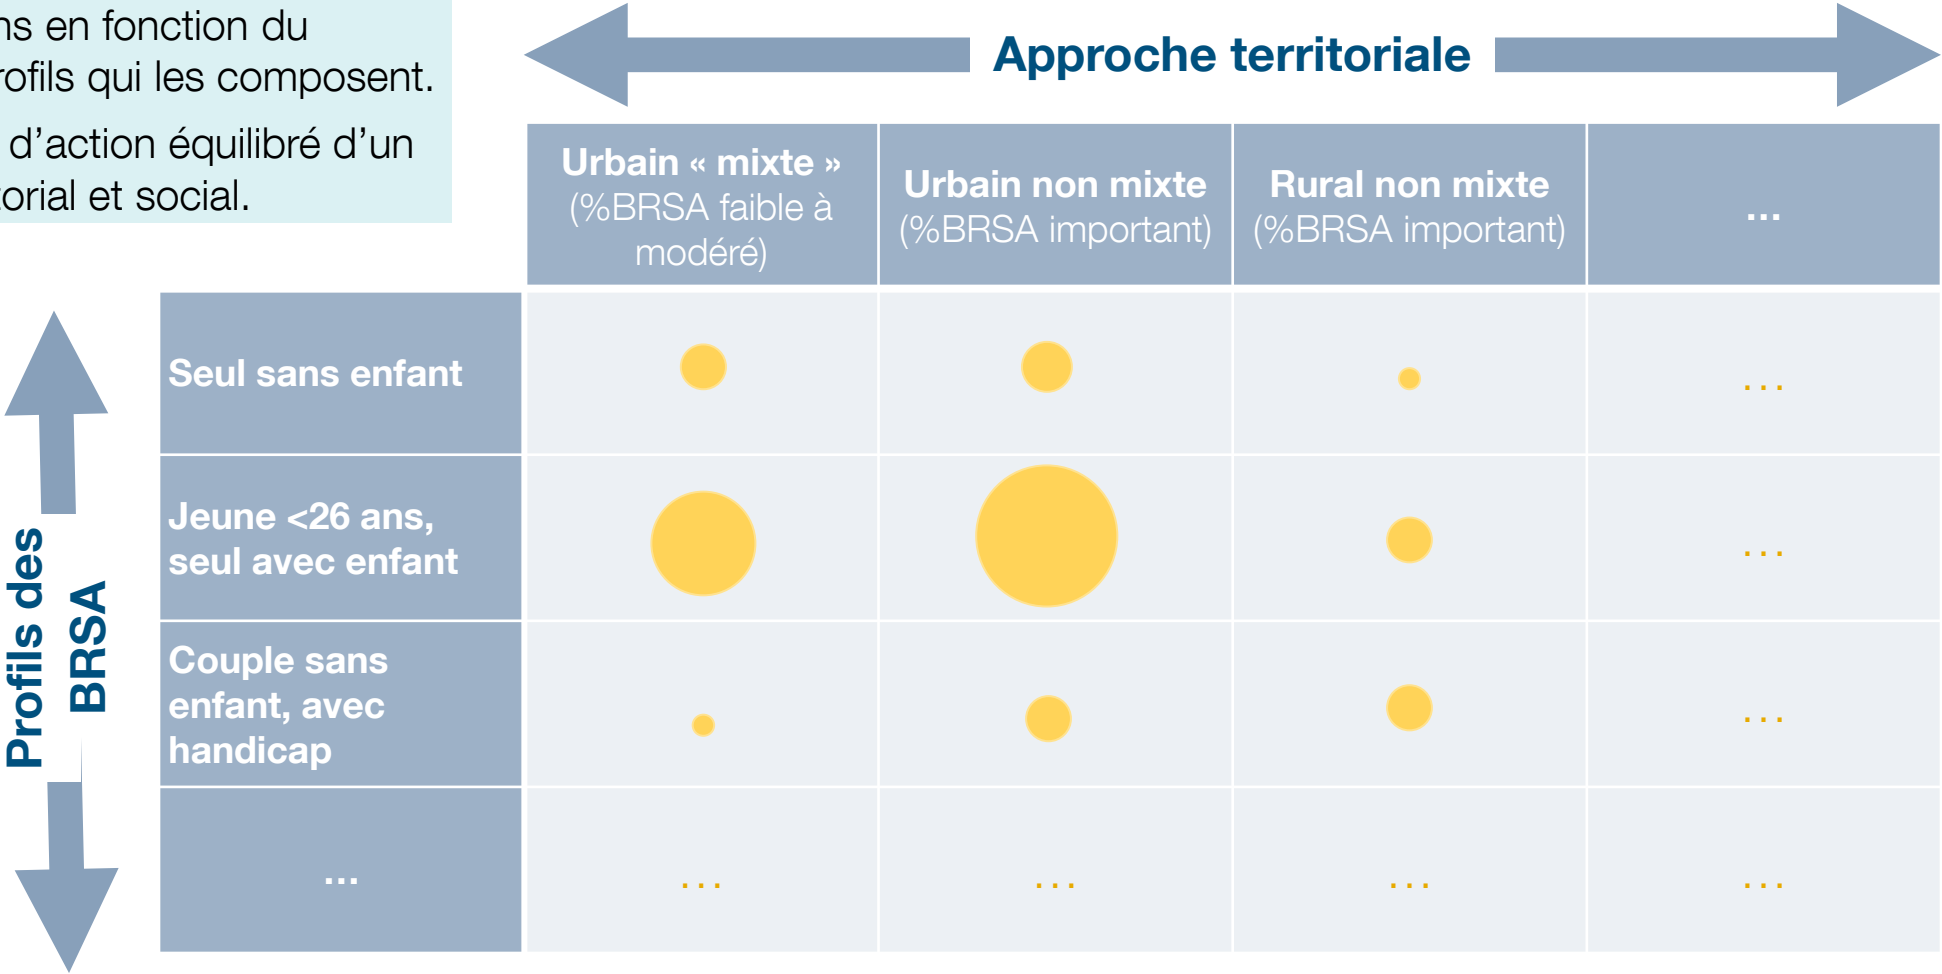 ns en fonction du
rofils qui les composent.
d’action équilibré d’un
torial et social.
Approche territoriale
Urbain « mixte »
(%BRSA faible à
modéré)
Urbain non mixte
(%BRSA important)
Rural non mixte
(%BRSA important)
...
Profils des
BRSA
Seul sans enfant
...
Jeune <26 ans,
seul avec enfant
...
Couple sans
enfant, avec
handicap
...
...
...
...
...
...